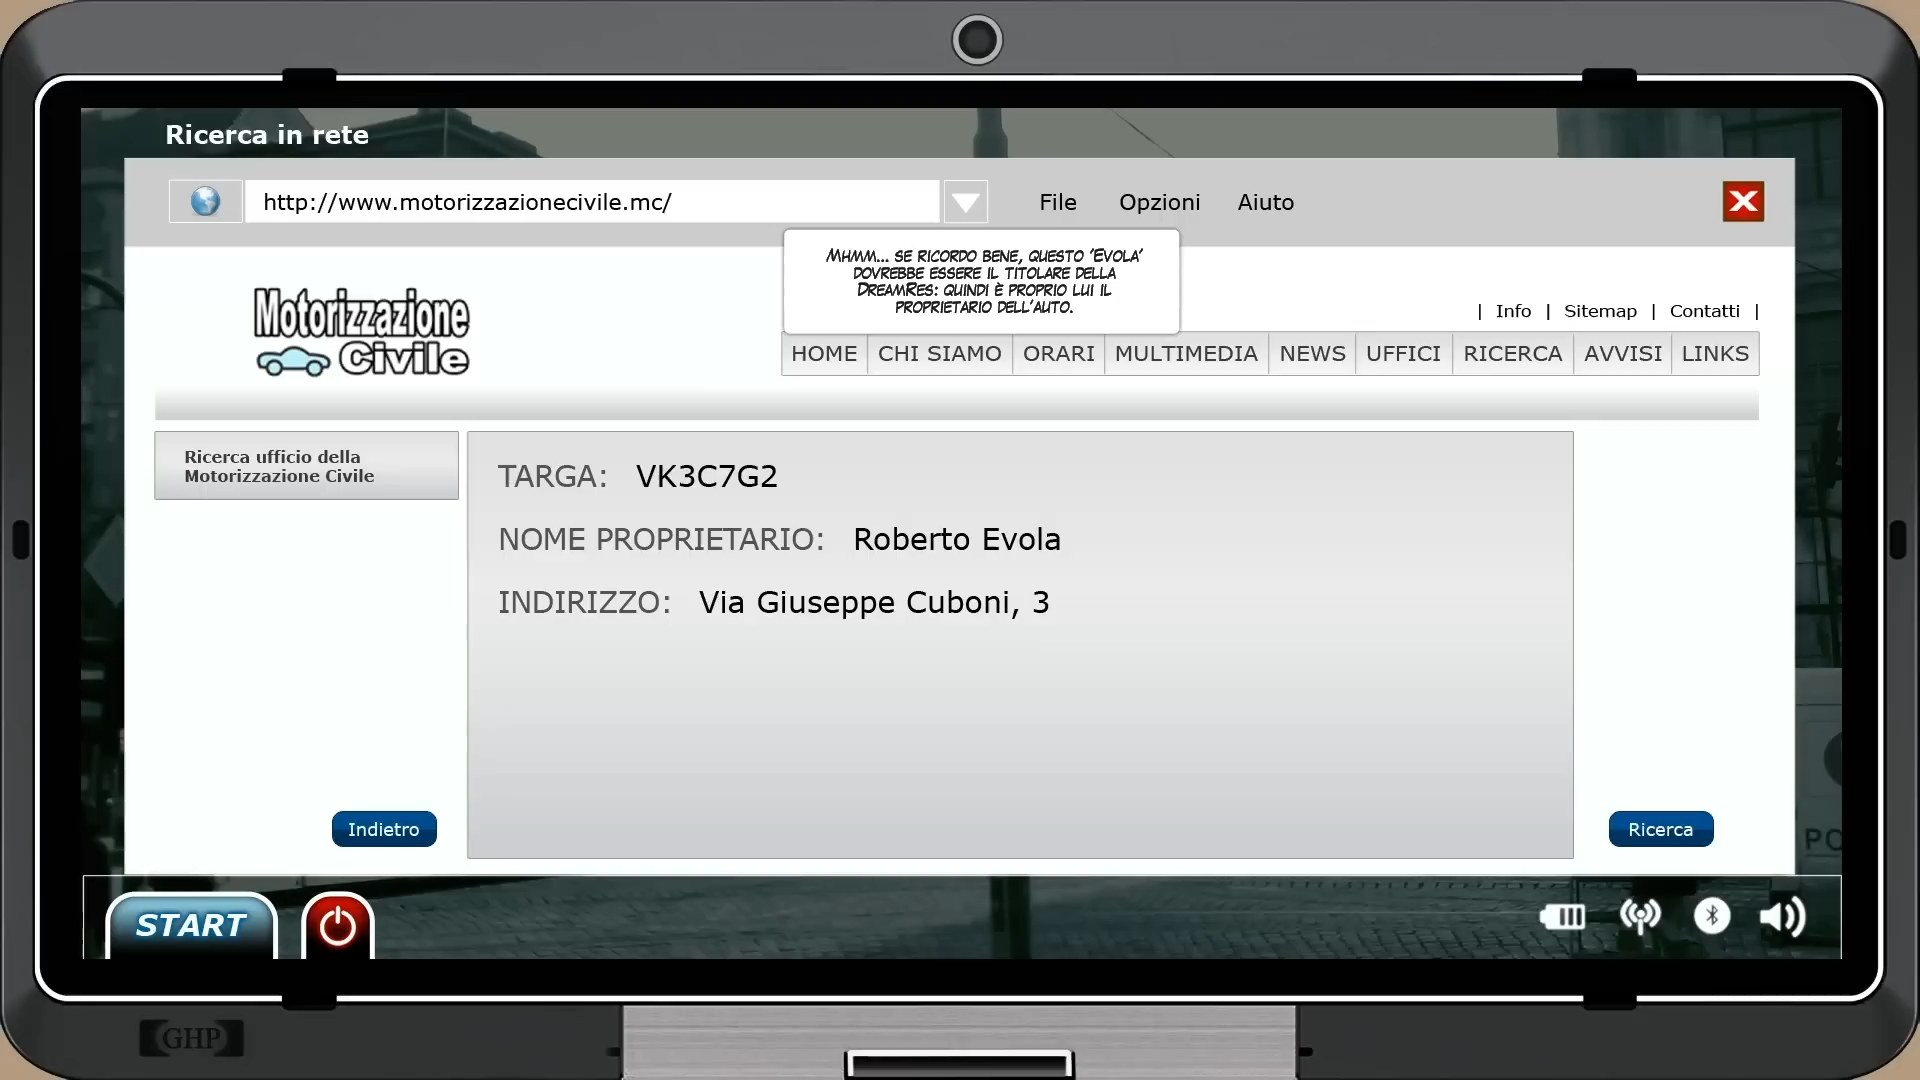 Ricerca in rete
http://www.motorizzazionecivile.mc/
File Opzioni Aiuto
Mhmm... se ricordo bene, questo 'Evola'
dovrebbe essere il titolare della
DreamRes: quindi è proprio lui il
proprietario dell'auto.
Motorizzazione
Civile
| Info | Sitemap | Contatti |
HOME CHI SIAMO ORARI MULTIMEDIA NEWS UFFICI RICERCA AVVISI LINKS
Ricerca ufficio della
Motorizzazione Civile
TARGA: VK3C7G2
NOME PROPRIETARIO: Roberto Evola
INDIRIZZO: Via Giuseppe Cuboni, 3
Indietro
Ricerca
PO
START
GHP